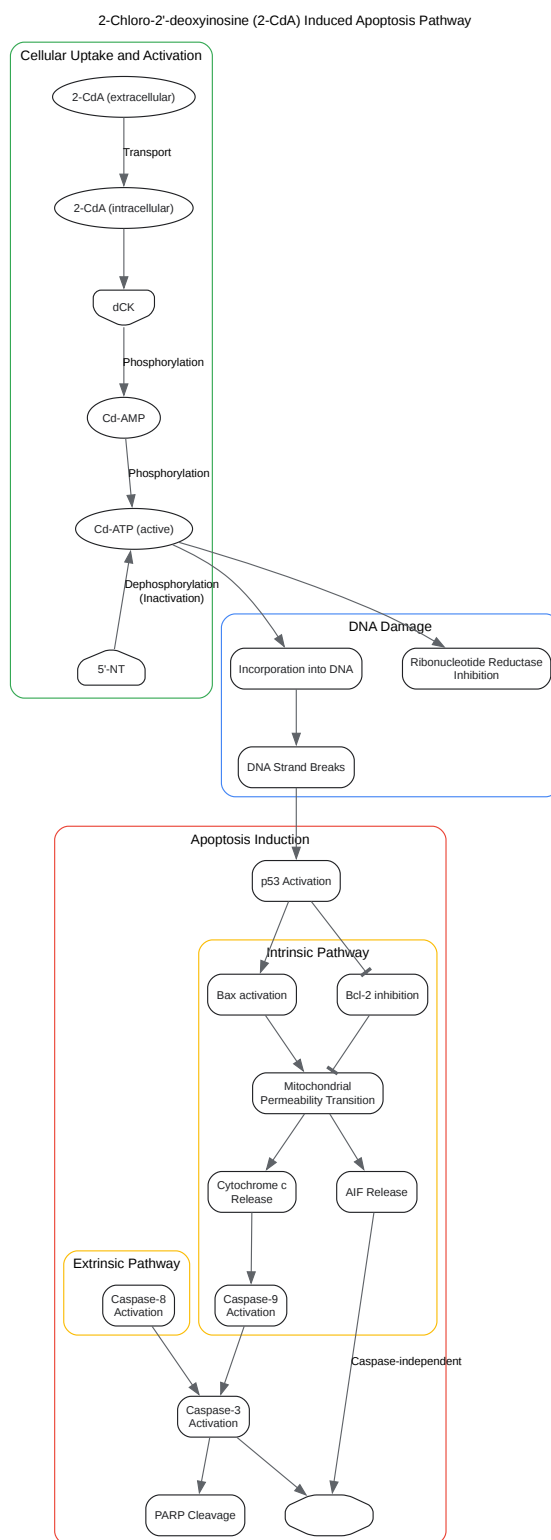 2-Chloro-2'-deoxyinosine (2-CdA) Induced Apoptosis Pathway
Cellular Uptake and Activation
2-CdA (extracellular)
Transport
2-CdA (intracellular)
dCK
Phosphorylation
Cd-AMP
Phosphorylation
Cd-ATP (active)
Dephosphorylation
(Inactivation)
5'-NT
DNA Damage
Incorporation into DNA
Ribonucleotide Reductase
Inhibition
DNA Strand Breaks
Apoptosis Induction
p53 Activation
Intrinsic Pathway
Bax activation
Bcl-2 inhibition
Mitochondrial
Permeability Transition
Cytochrome c
Release
AIF Release
Extrinsic Pathway
Caspase-8
Activation
Caspase-9
Activation
Caspase-independent
Caspase-3
Activation
PARP Cleavage